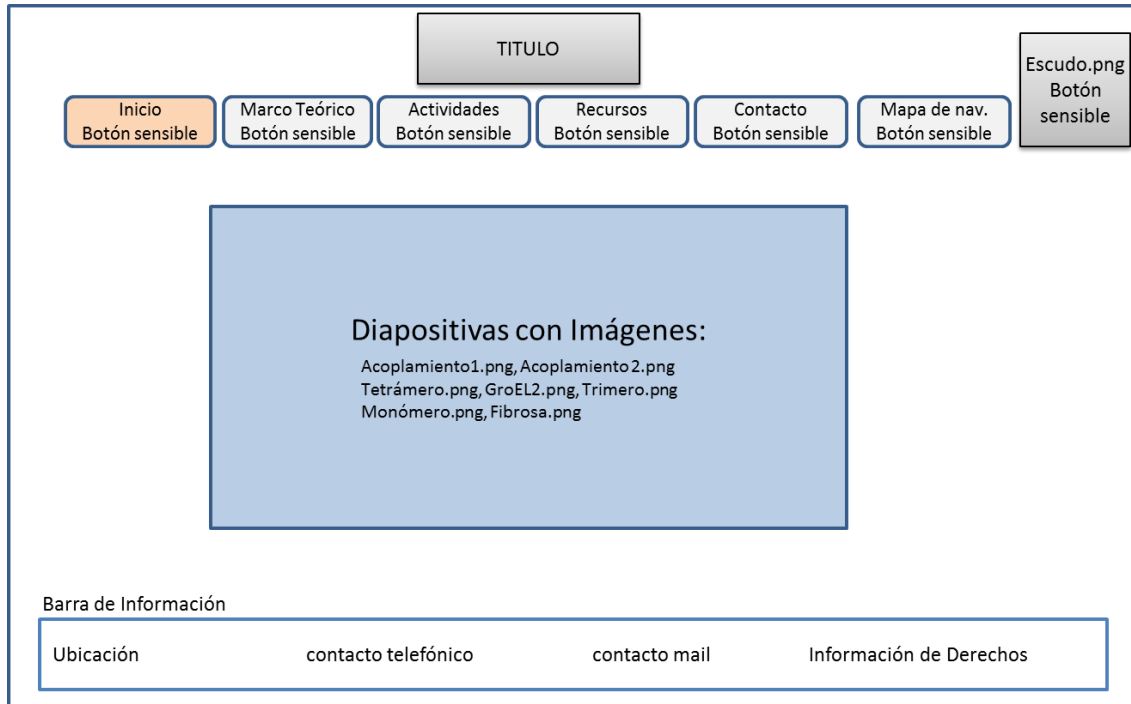 TITULO
Escudo.png
Botón
sensible
Inicio
Botón sensible
Marco Teórico
Botón sensible
Actividades
Botón sensible
Recursos
Botón sensible
Contacto
Botón sensible
Mapa de nav.
Botón sensible
Diapositivas con Imágenes:
Acoplamiento1.png, Acoplamiento2.png
Tetrámero.png, GroEL2.png, Trimero.png
Monómero.png, Fibrosa.png
Barra de Información
Ubicación contacto telefónico contacto mail Información de Derechos